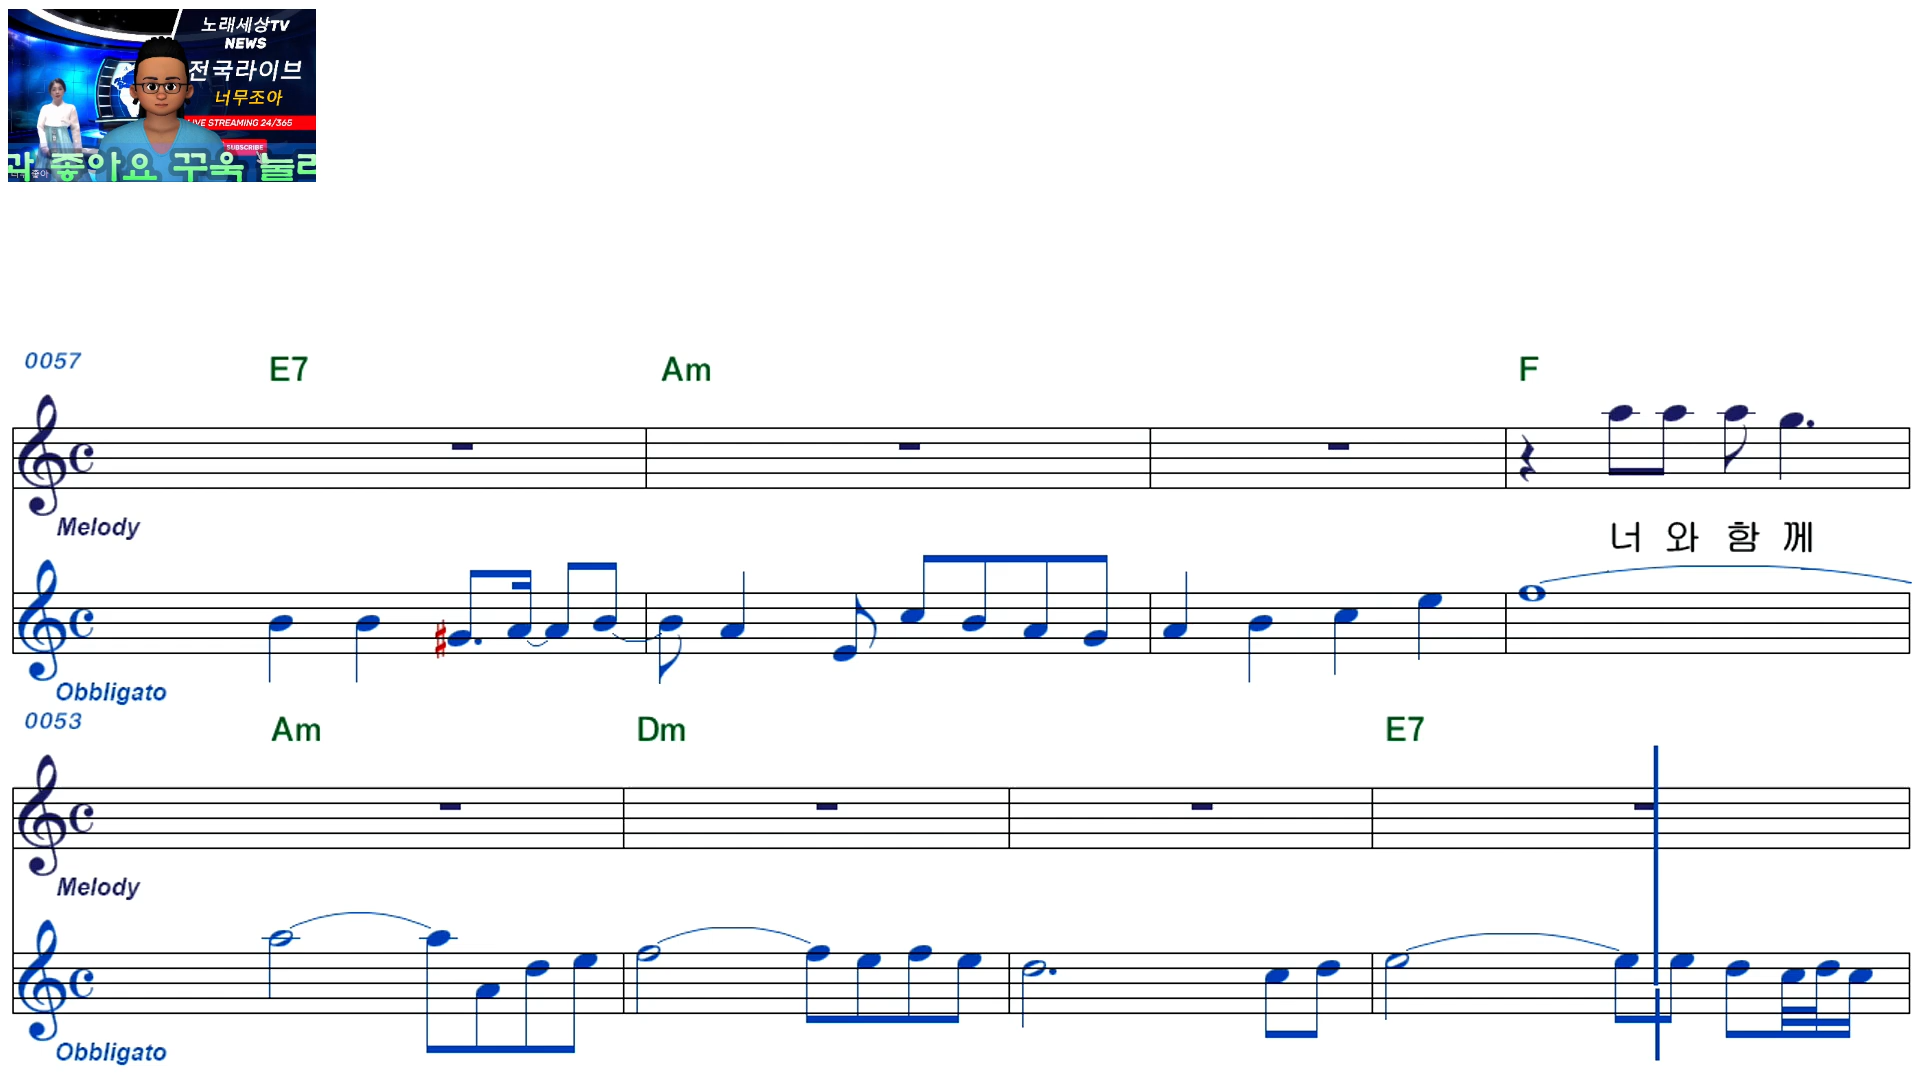 노래세상TV
NEWS
전국라이브
너무조아
LIVE STREAMING 24/365
SUBSCRIBE
좋아요 꾸욱
0057
E7 Am F
Melody
너 와 함 께
Obbligato
0053
Am Dm E7
Melody
Obbligato